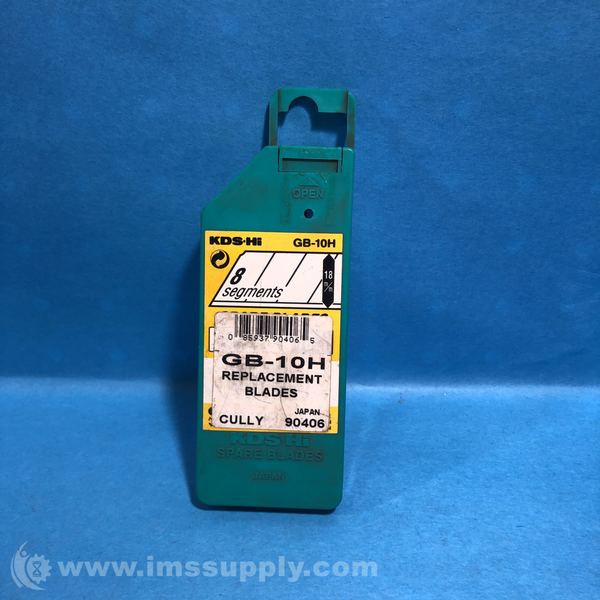 OPEN
KDS-Hi GB-10H
8
segments
18
m/m
0 85937 90406 5
GB-10H
REPLACEMENT
BLADES
JAPAN
CULLY 90406
KDS Hi
SPARE BLADES
JAPAN
www.imssupply.com